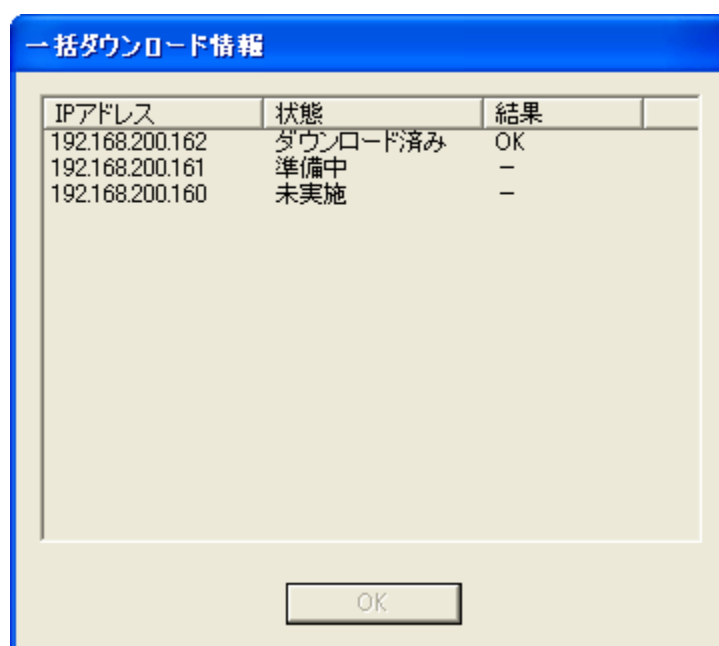 一括ダウンロード情報
IPアドレス 状態 結果
192.168.200.162 ダウンロード済み OK
192.168.200.161 準備中 −
192.168.200.160 未実施 −
OK